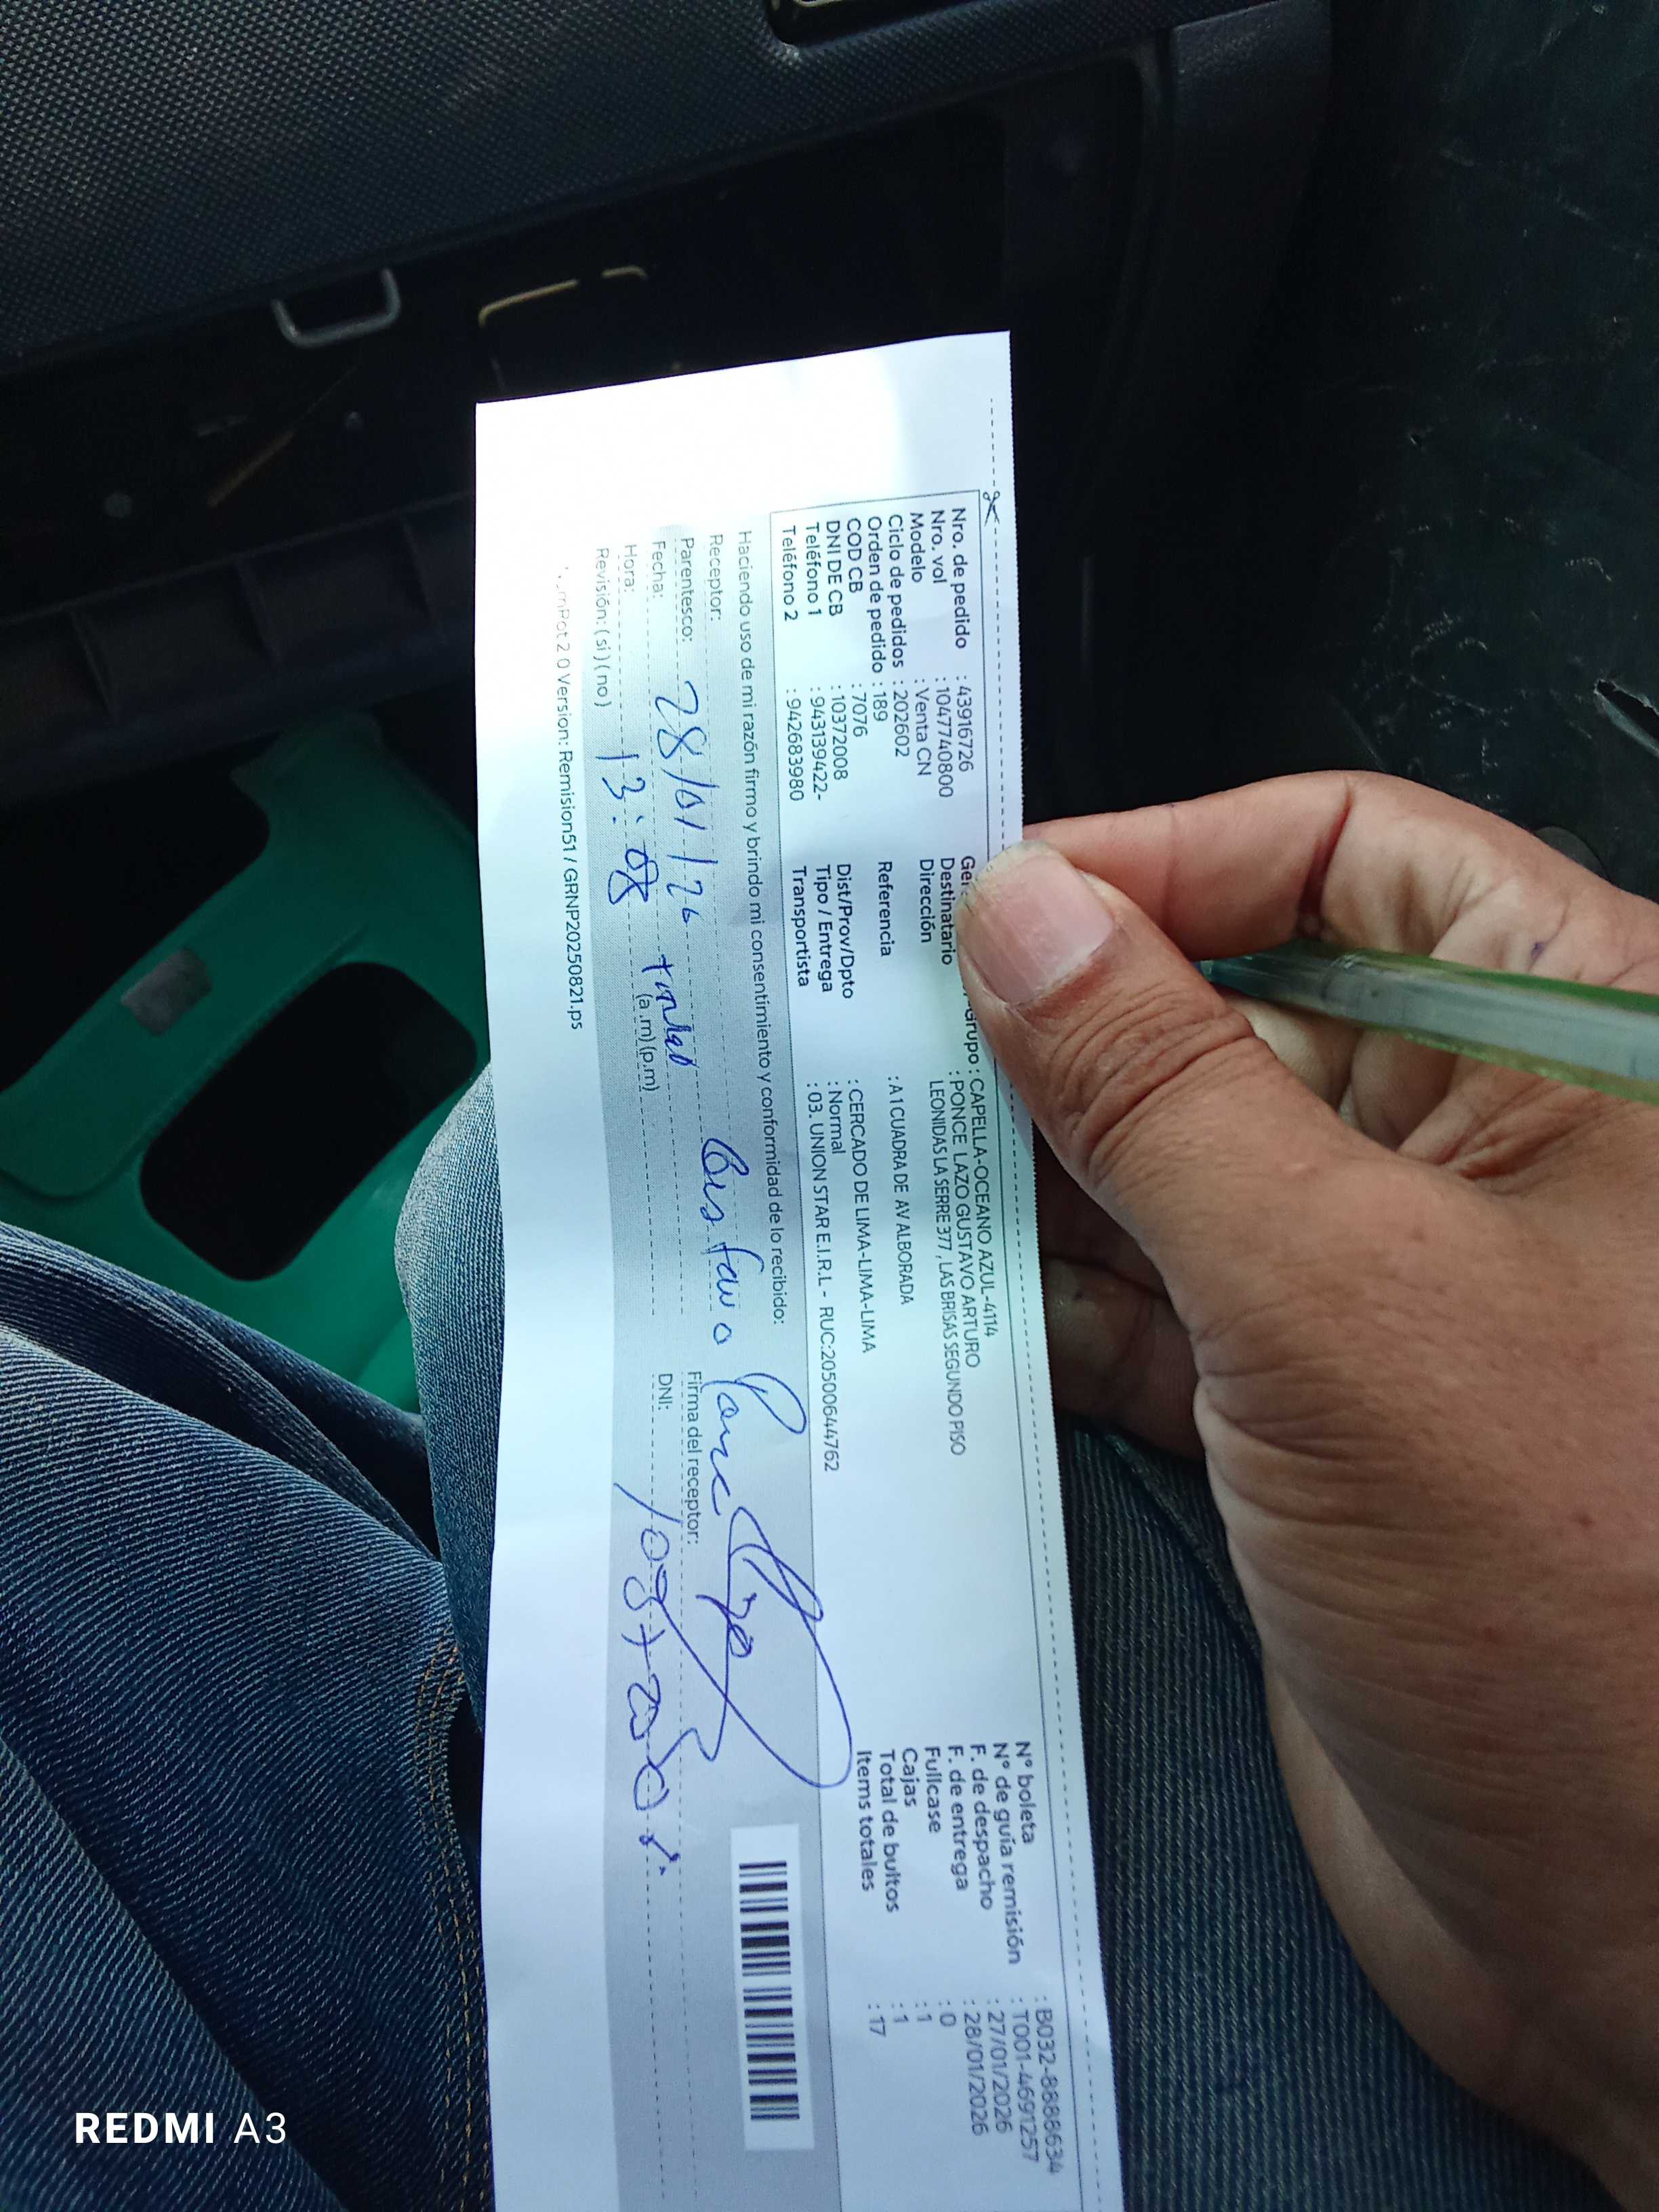 Nro. de pedido : 43916726
Nro. vol : 1047740800
Modelo : Venta CN
Ciclo de pedidos : 202602
Orden de pedido : 189
COD CB : 7076
DNI DE CB : 10372008
Teléfono 1 : 943139422-
Teléfono 2 : 942683980
Grupo : CAPELLA-OCEANO AZUL-4114
Destinatario : PONCE LAZO GUSTAVO ARTURO
Dirección LEONIDAS LA SERRE 377 , LAS BRISAS SEGUNDO PISO
Referencia : A 1 CUADRA DE AV ALBORADA
Dist/Prov/Dpto : CERCADO DE LIMA-LIMA-LIMA
Tipo / Entrega : Normal
Transportista : 03. UNION STAR E.I.R.L - RUC:20500644762
N° boleta : B032-8888634
N° de guía remisión : T001-4691257
F. de despacho : 27/01/2026
F. de entrega : 28/01/2026
Fullcase : 0
Cajas : 1
Total de bultos : 1
Items totales : 17
Haciendo uso de mi razón firmo y brindo mi consentimiento y conformidad de lo recibido:
Receptor: Ponce
Parentesco: Firma del receptor:
Fecha: 28/01/26 DNI:
Hora: 13:08 (a.m) (p.m)
Revisión: ( si ) ( no )
2.0 Version: Remision51 / GRNP20250821.ps
REDMI A3